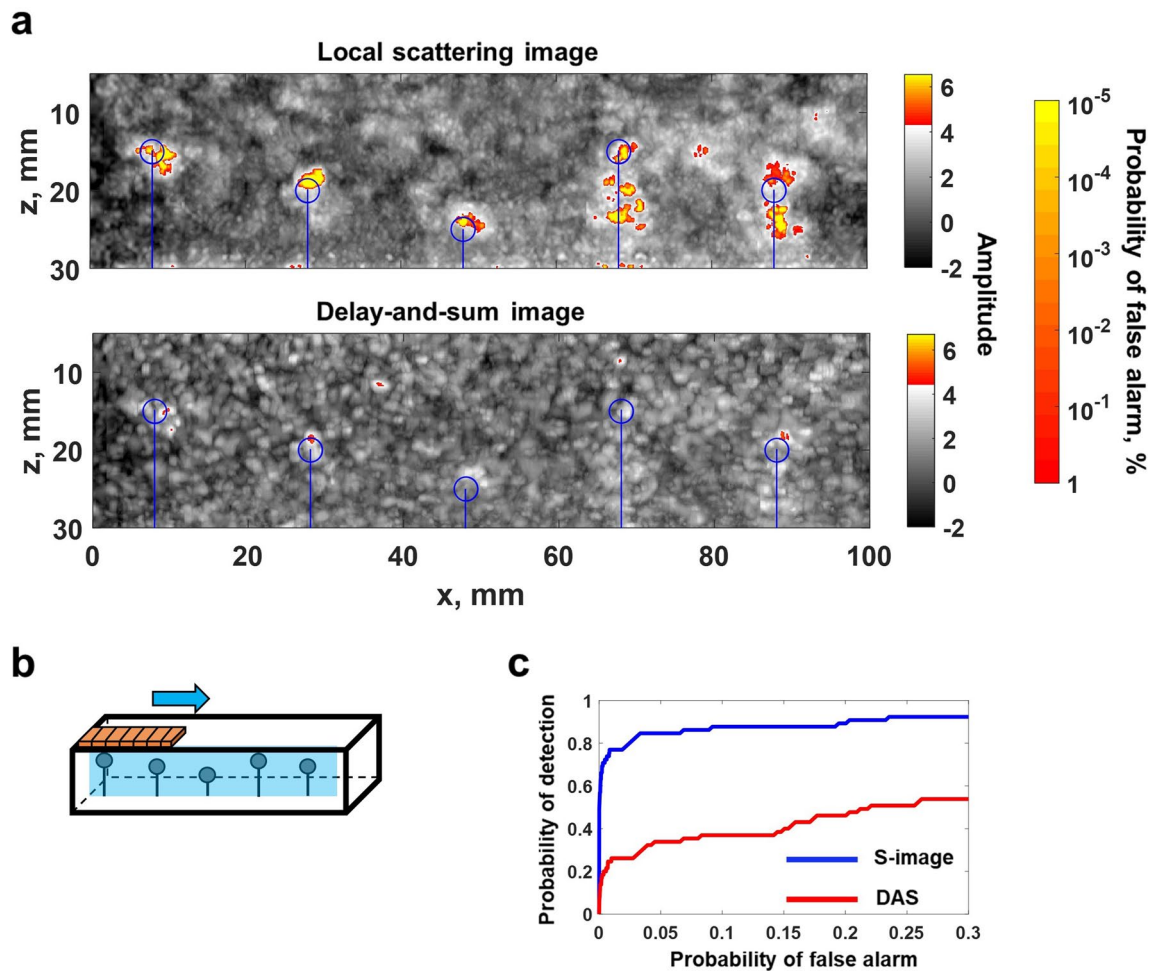 a
Local scattering image
z, mm
10
20
30
6
4
2
0
-2
Amplitude
10-5
10-4
10-3
10-2
10-1
1
Probability of false alarm, %
Delay-and-sum image
z, mm
10
20
30
0
20
40
60
80
100
x, mm
6
4
2
0
-2
b
c
Probability of detection
1
0.8
0.6
0.4
0.2
0
S-image
DAS
0
0.05
0.1
0.15
0.2
0.25
0.3
Probability of false alarm